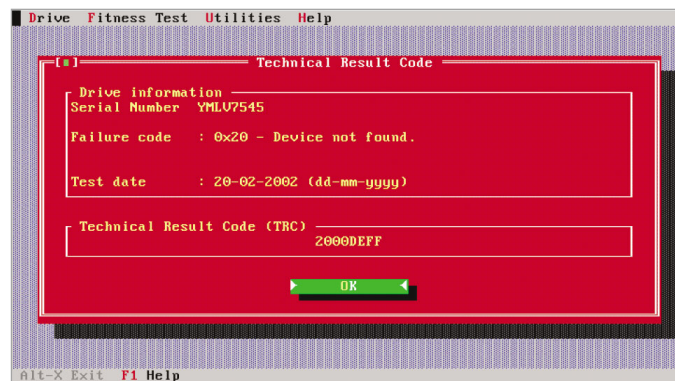 Drive Fitness Test Utilities Help
Technical Result Code
Drive information
Serial Number YMLV7545
Failure code : 0x20 - Device not found.
Test date : 20-02-2002 (dd-mm-yyyy)
Technical Result Code (TRC)
2000DEFF
OK
Alt-X Exit F1 Help